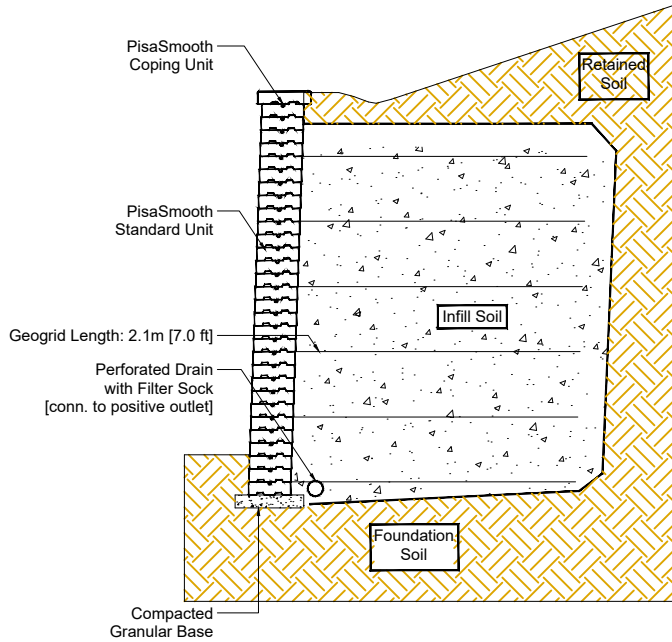 PisaSmooth
Coping Unit
Retained
Soil
PisaSmooth
Standard Unit
Infill Soil
Geogrid Length: 2.1m [7.0 ft]
Perforated Drain
with Filter Sock
[conn. to positive outlet]
Foundation
Soil
Compacted
Granular Base